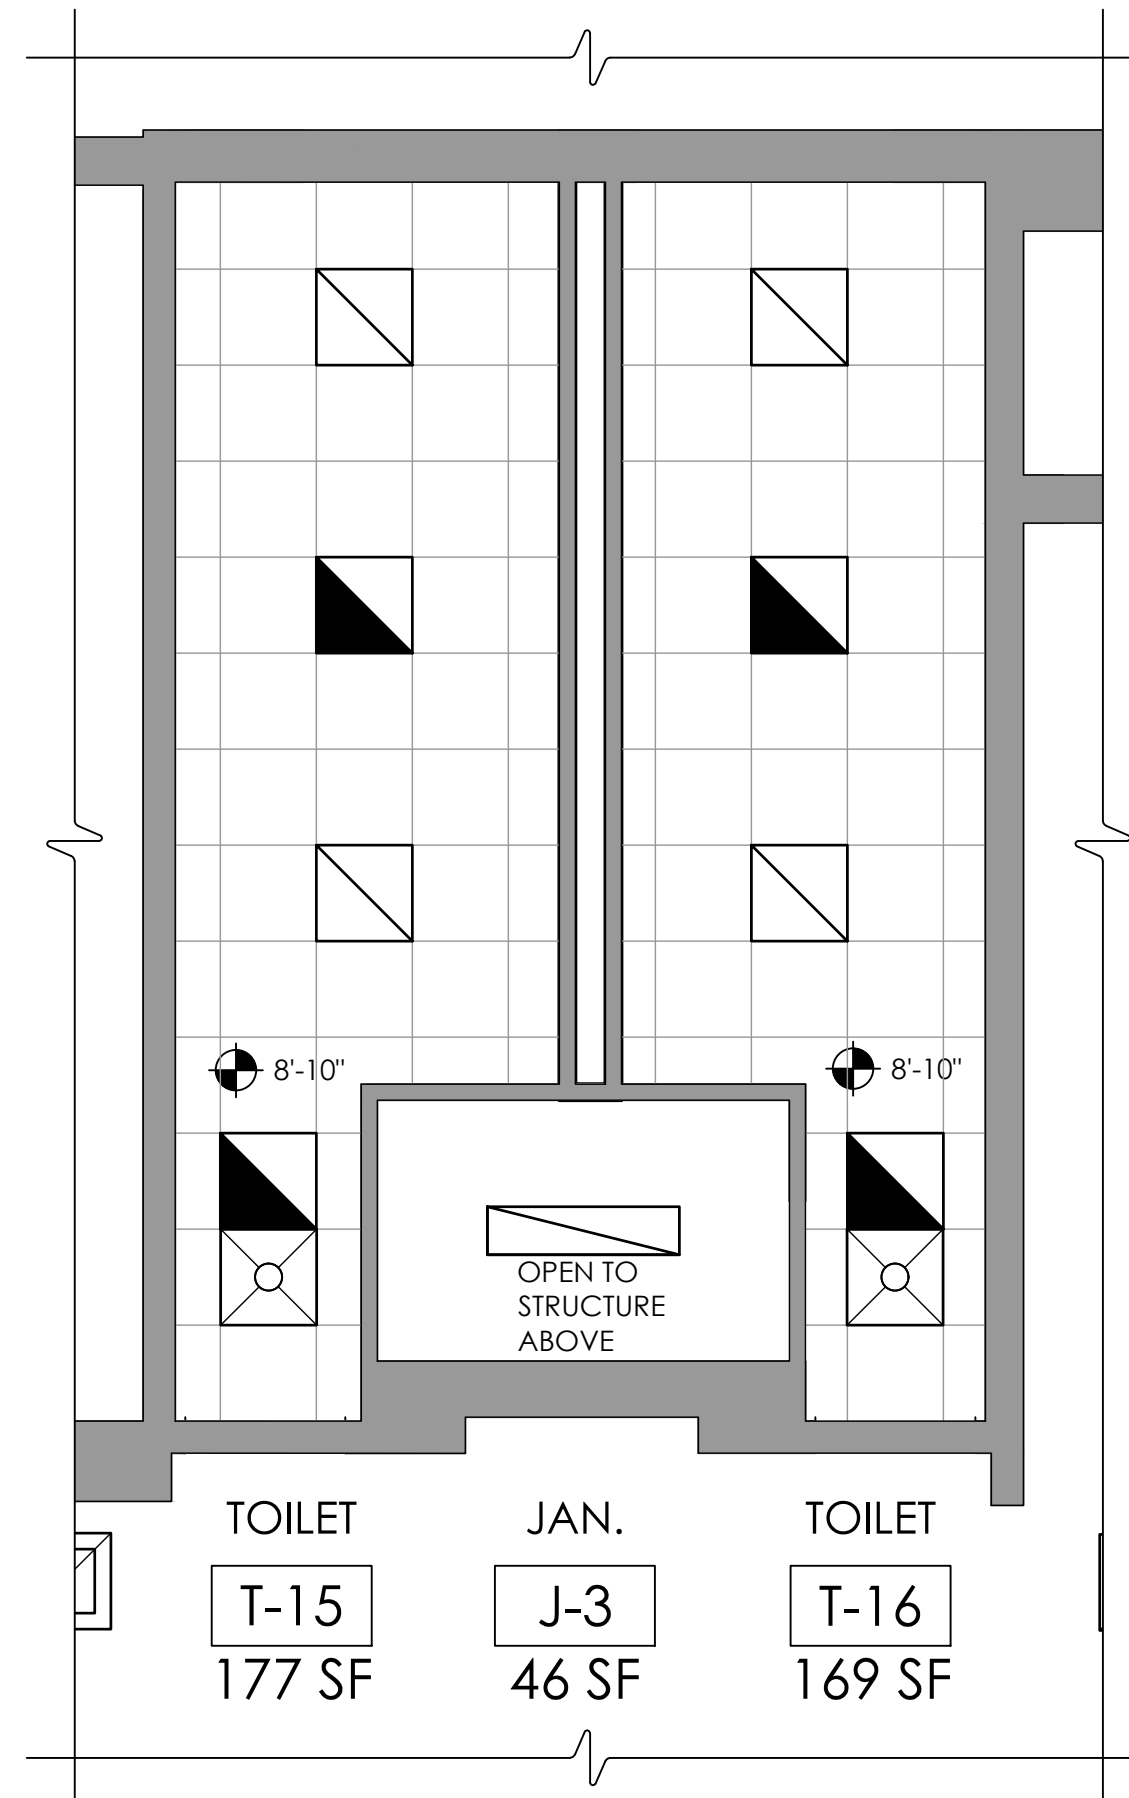 8'-10"
8'-10"
OPEN TO
STRUCTURE
ABOVE
TOILET
T-15
177 SF
JAN.
J-3
46 SF
TOILET
T-16
169 SF